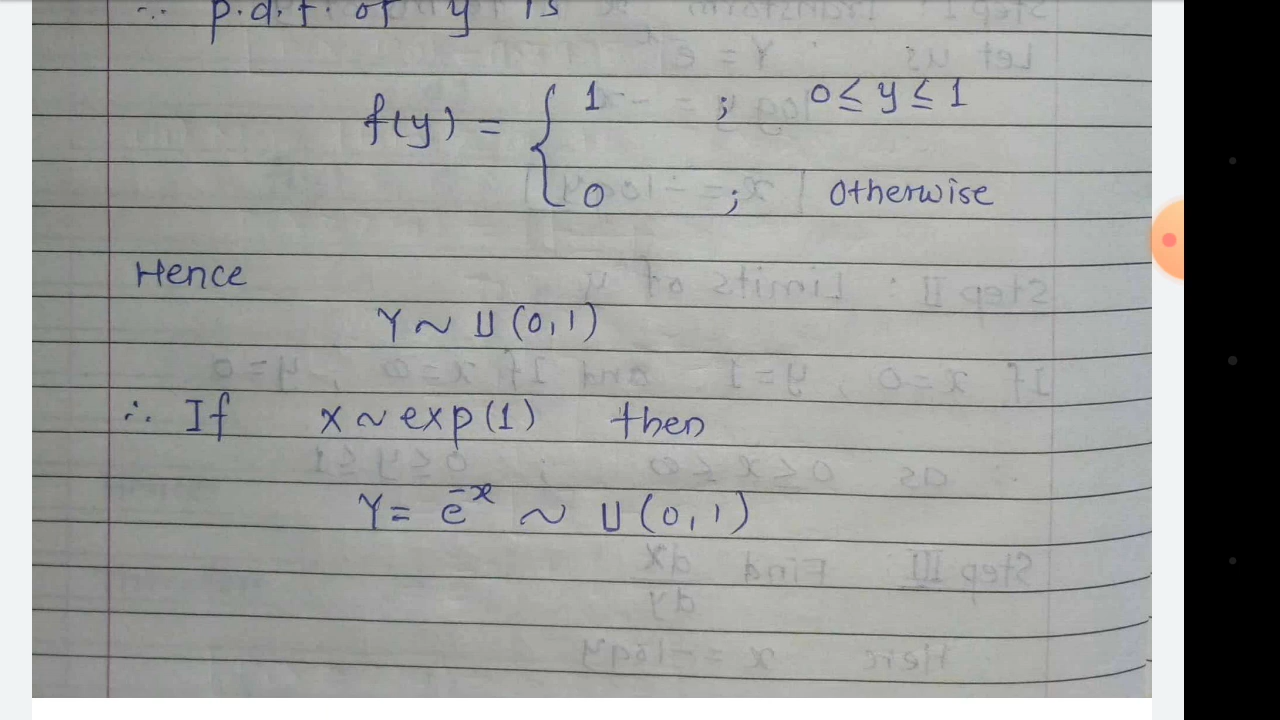 ∴ p.d.f. of y is
f(y) = { 1 ; 0 ≤ y ≤ 1
0 ; Otherwise
Hence
Y ~ U (0,1)
∴ If x ~ exp(1) then
Y = e^-x ~ U (0,1)